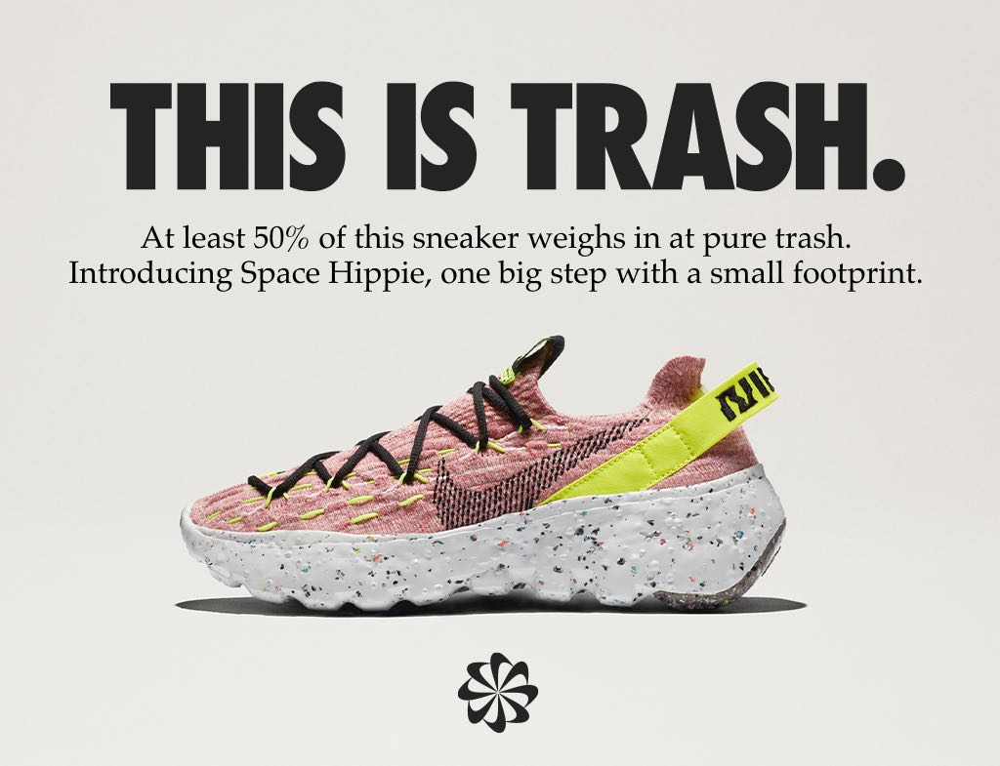 THIS IS TRASH.
At least 50% of this sneaker weighs in at pure trash.
Introducing Space Hippie, one big step with a small footprint.